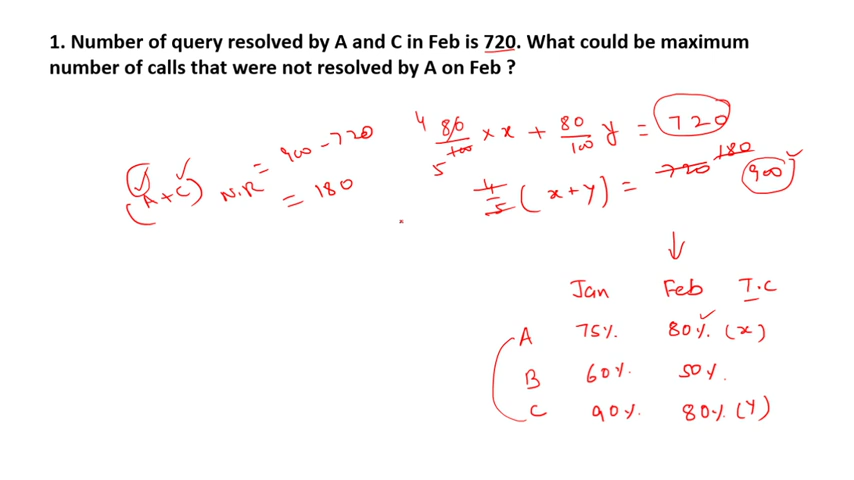 1. Number of query resolved by A and C in Feb is 720. What could be maximum
number of calls that were not resolved by A on Feb ?
4 80/100 × x + 80/100 y = 720
5
4/5 (x+y) = 720 180 900
(A+C) N.R = 900-720
= 180
Jan Feb T.C
A 75% 80% (x)
B 60% 50%
C 90% 80% (y)